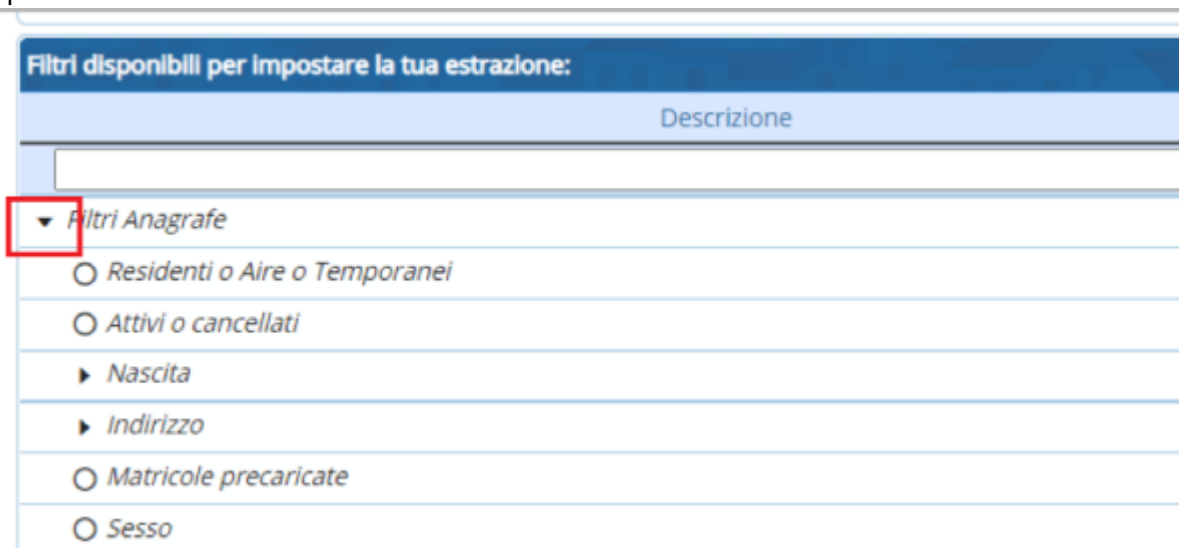 Filtri disponibili per impostare la tua estrazione:
Descrizione
Filtri Anagrafe
Residenti o Aire o Temporanei
Attivi o cancellati
Nascita
Indirizzo
Matricole precaricate
Sesso